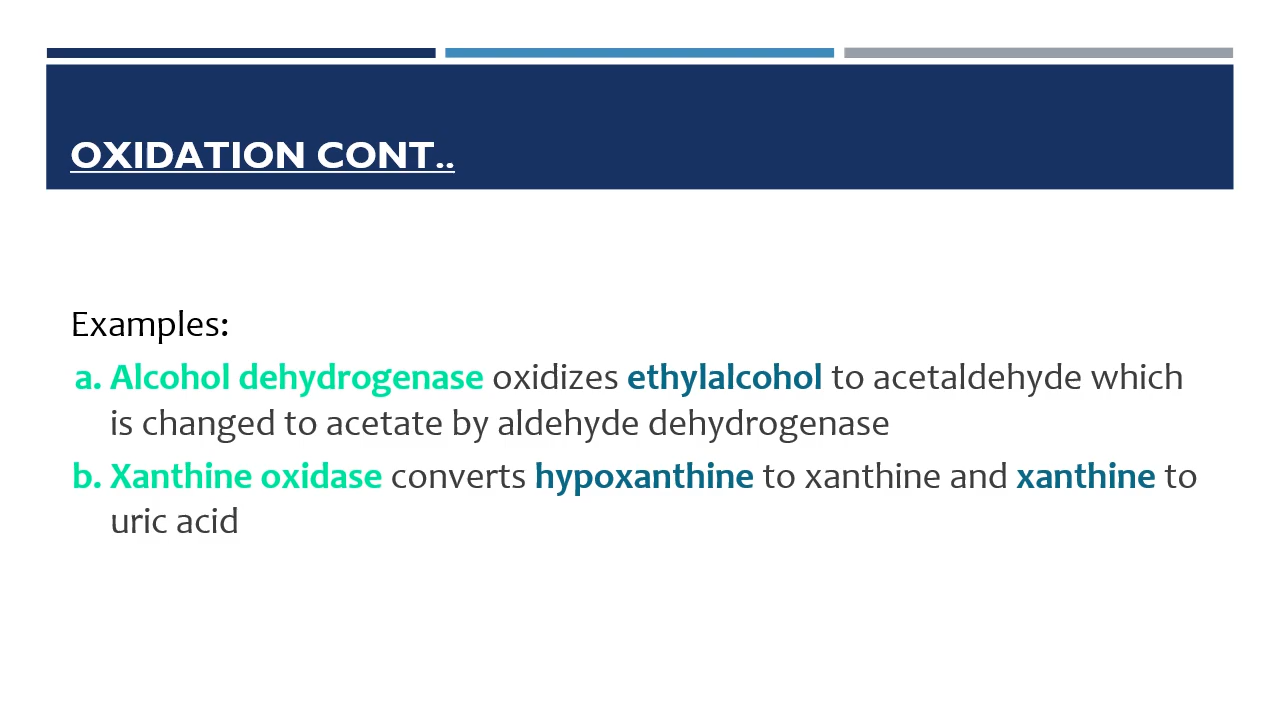 OXIDATION CONT..
Examples:
a. Alcohol dehydrogenase oxidizes ethylalcohol to acetaldehyde which
is changed to acetate by aldehyde dehydrogenase
b. Xanthine oxidase converts hypoxanthine to xanthine and xanthine to
uric acid